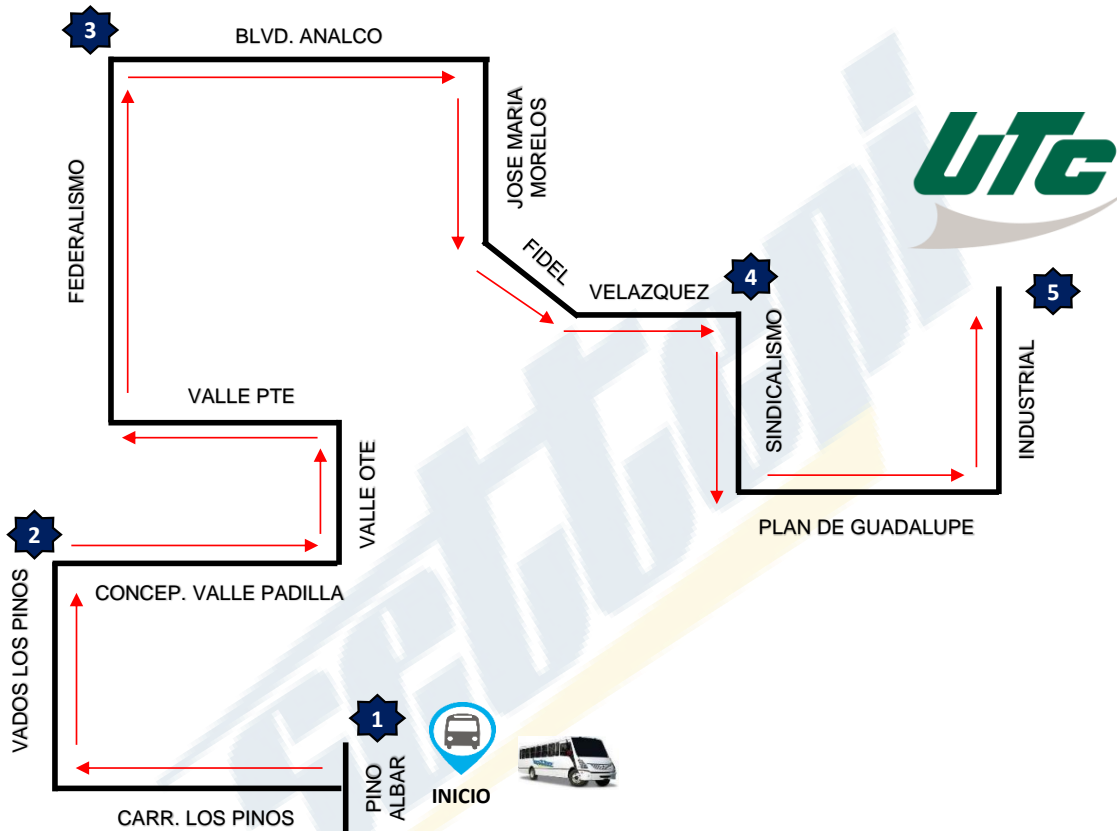 3
BLVD. ANALCO
JOSE MARIA
MORELOS
UTC
FEDERALISMO
FIDEL
VELAZQUEZ
4
5
SINDICALISMO
INDUSTRIAL
VALLE PTE
VALLE OTE
PLAN DE GUADALUPE
2
CONCEP. VALLE PADILLA
VADOS LOS PINOS
1
PINO
ALBAR
INICIO
CARR. LOS PINOS